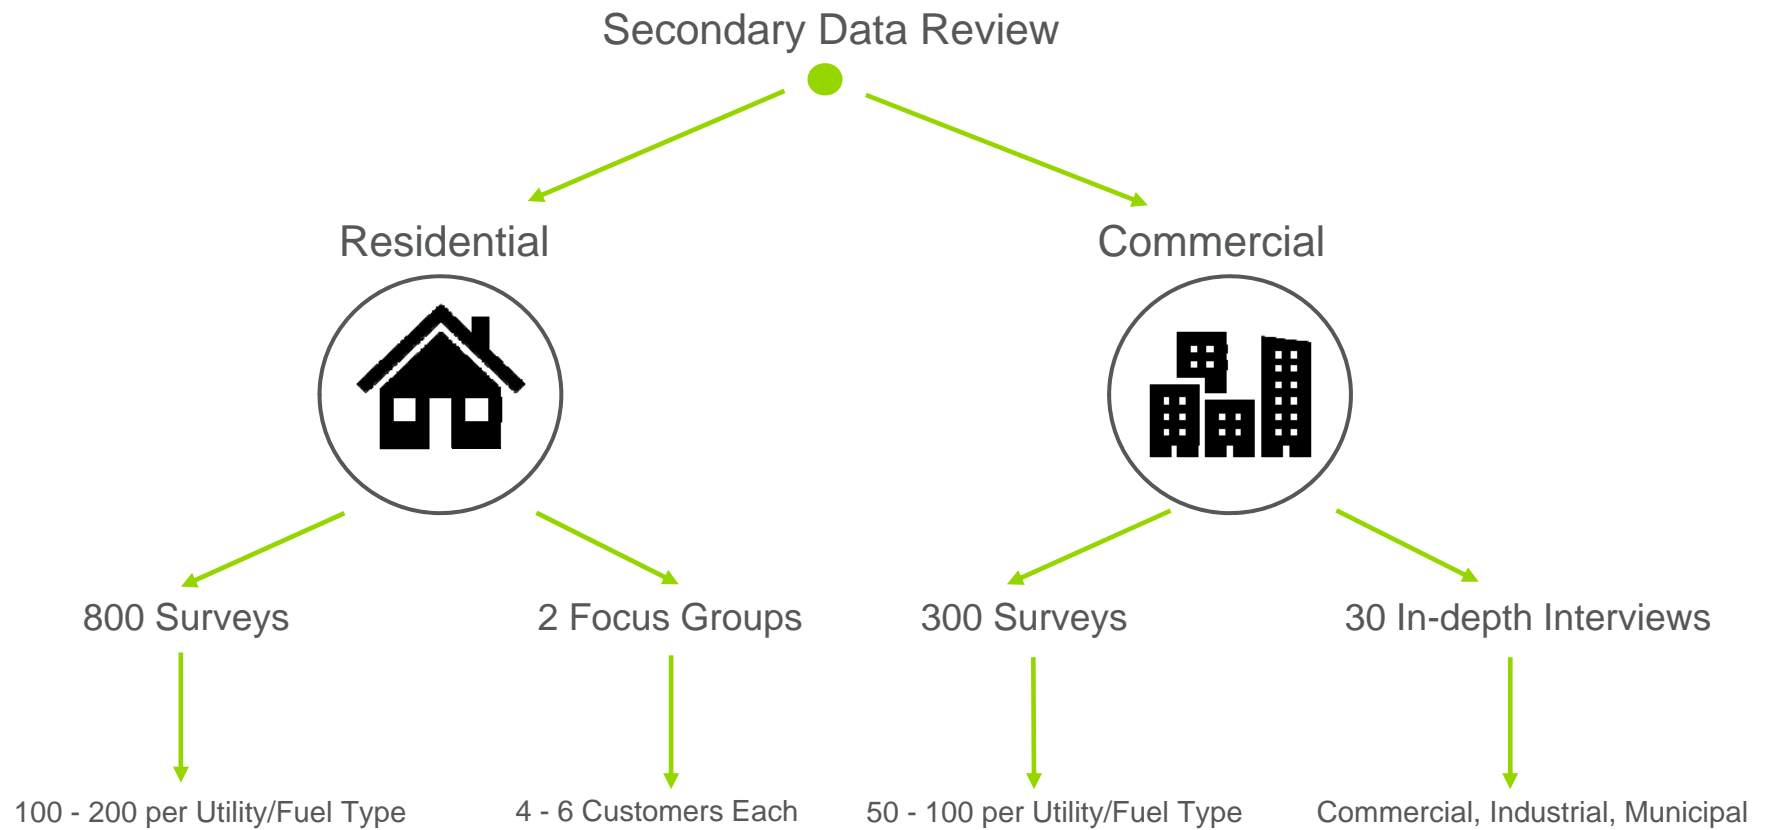 Secondary Data Review
Residential
Commercial
800 Surveys
2 Focus Groups
300 Surveys
30 In-depth Interviews
100 - 200 per Utility/Fuel Type
4 - 6 Customers Each
50 - 100 per Utility/Fuel Type
Commercial, Industrial, Municipal